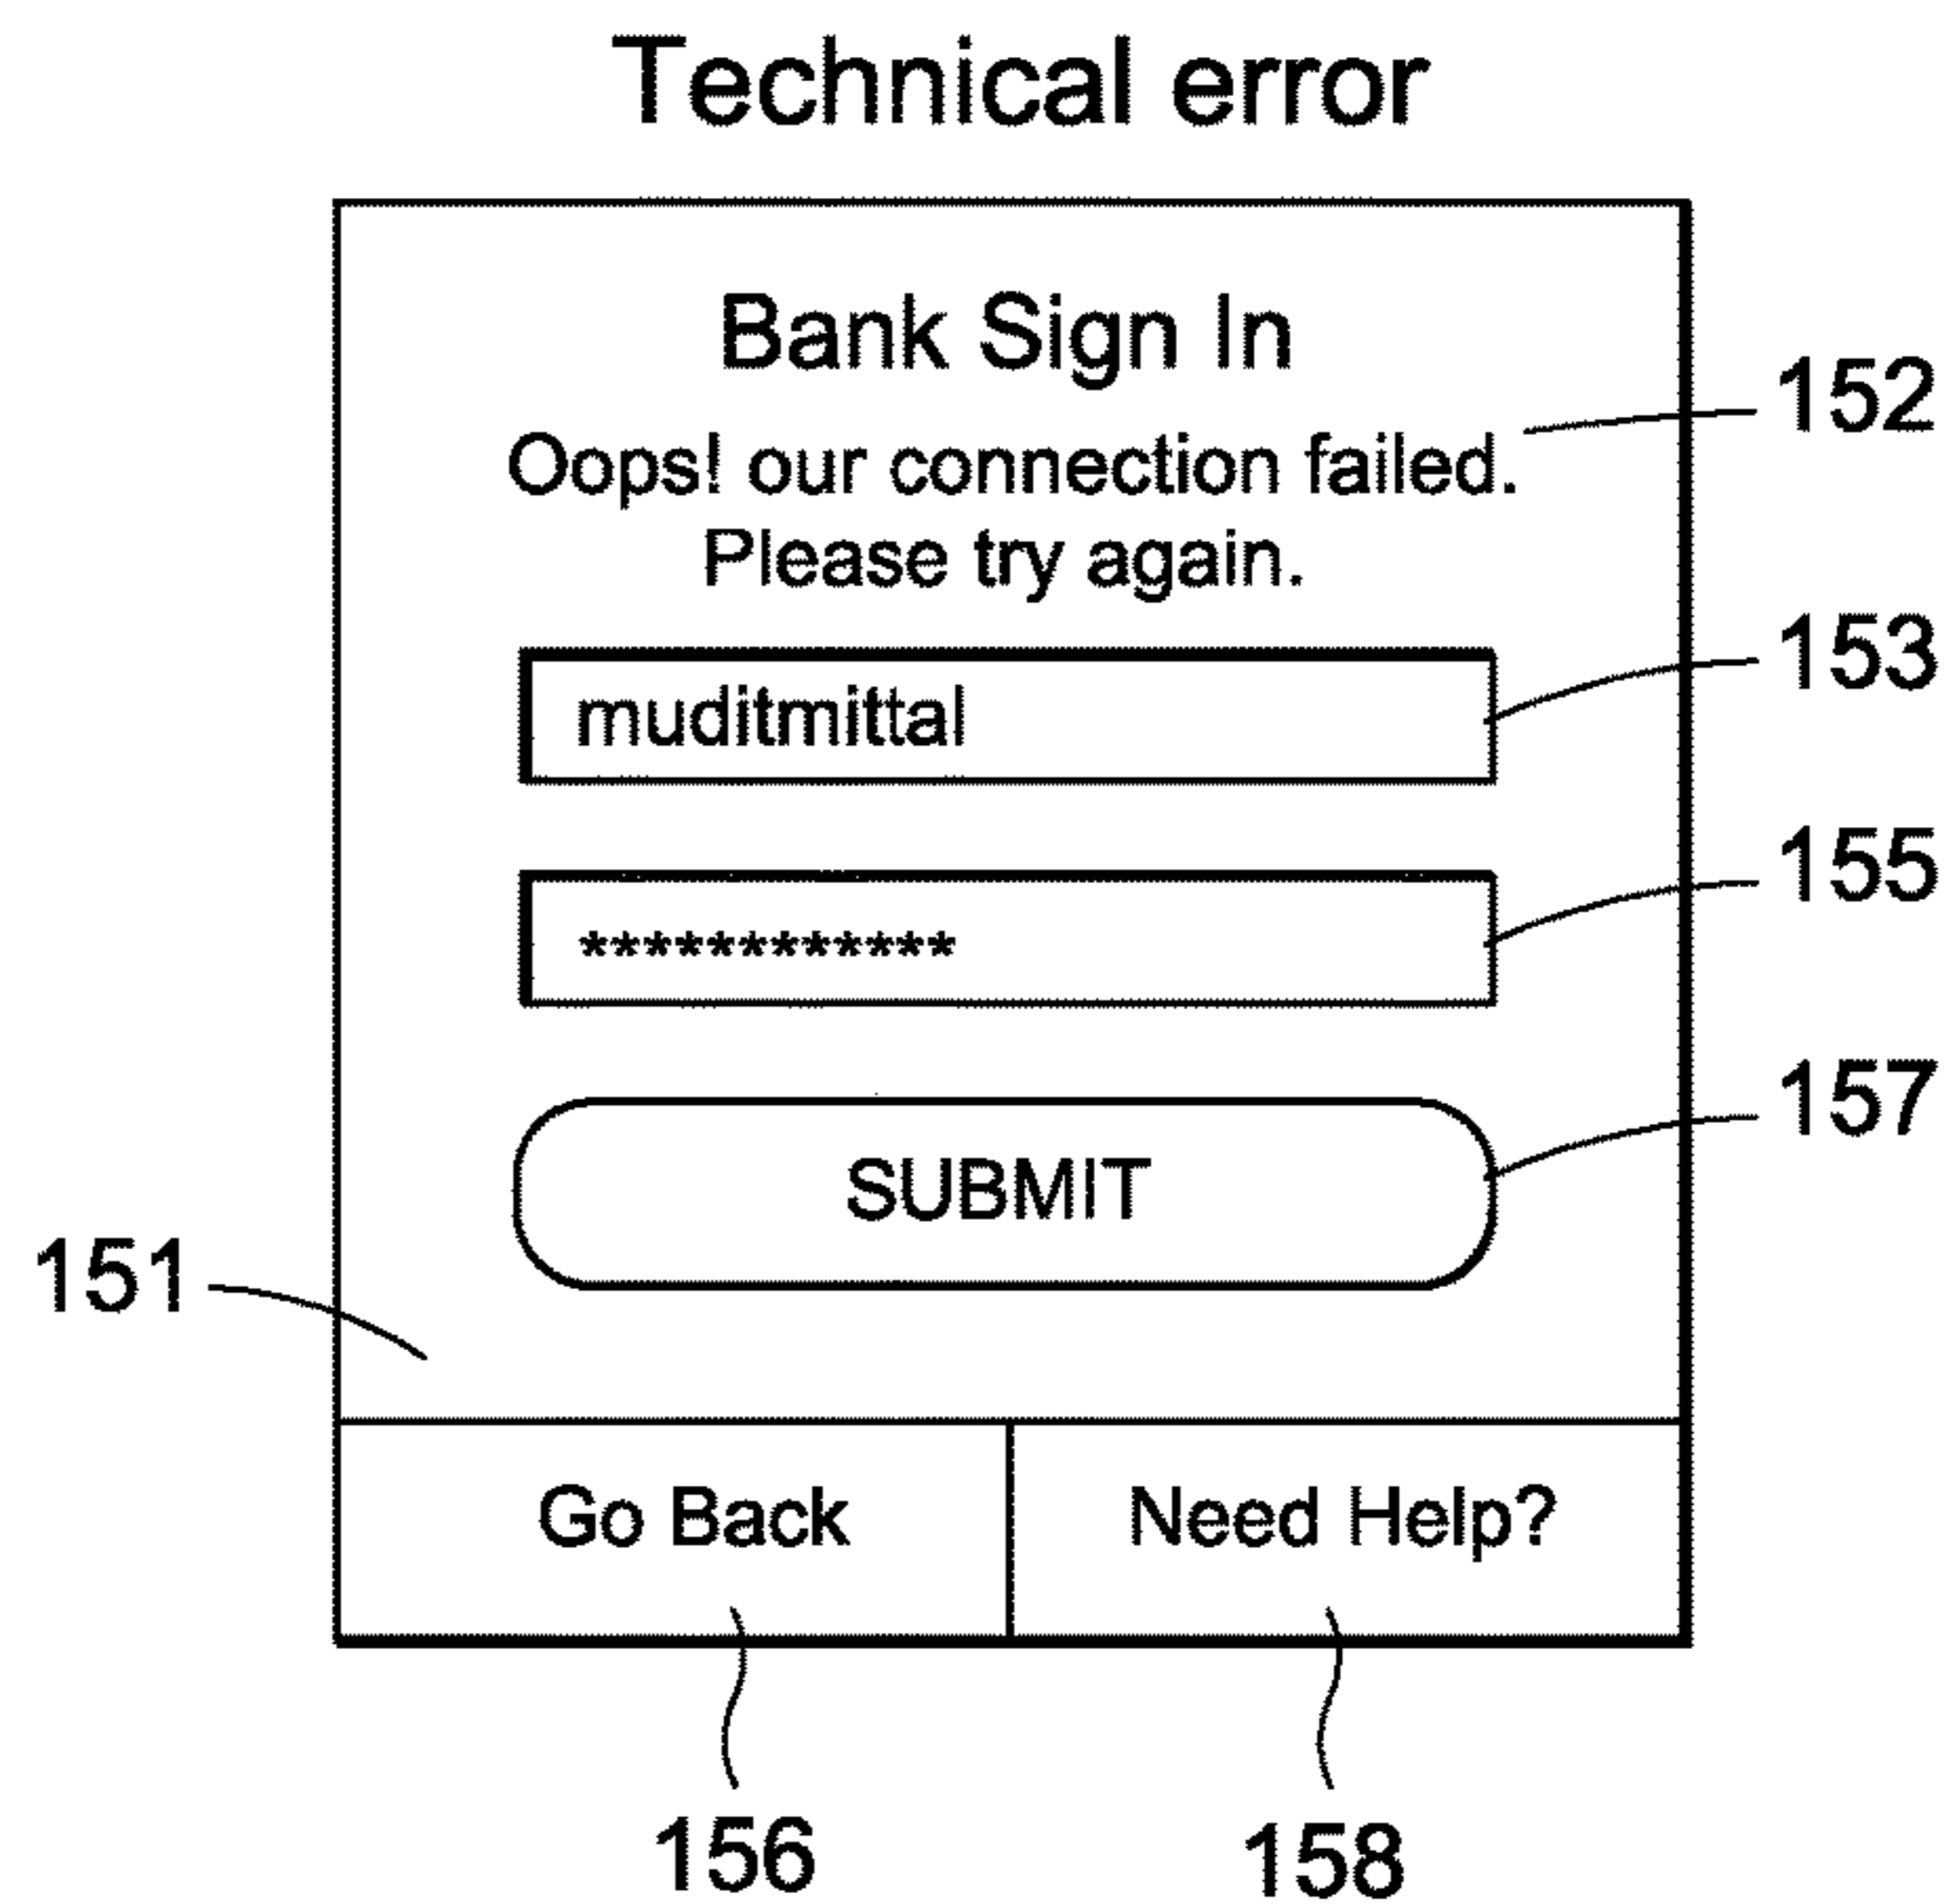 Technical error
Bank Sign In
152
Oops! our connection failed.
Please try again.
153
muditmittal
155
************
157
SUBMIT
151
Go Back
Need Help?
156
158